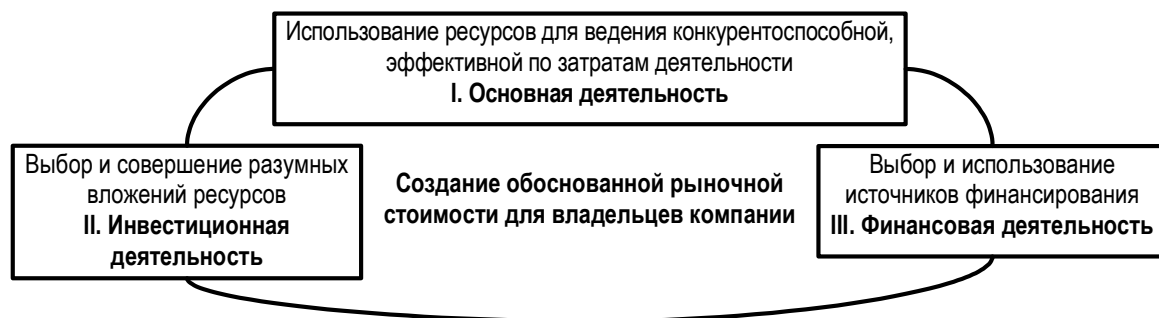 Использование ресурсов для ведения конкурентоспособной,
эффективной по затратам деятельности
I. Основная деятельность
Выбор и совершение разумных
вложений ресурсов
II. Инвестиционная
деятельность
Создание обоснованной рыночной
стоимости для владельцев компании
Выбор и использование
источников финансирования
III. Финансовая деятельность